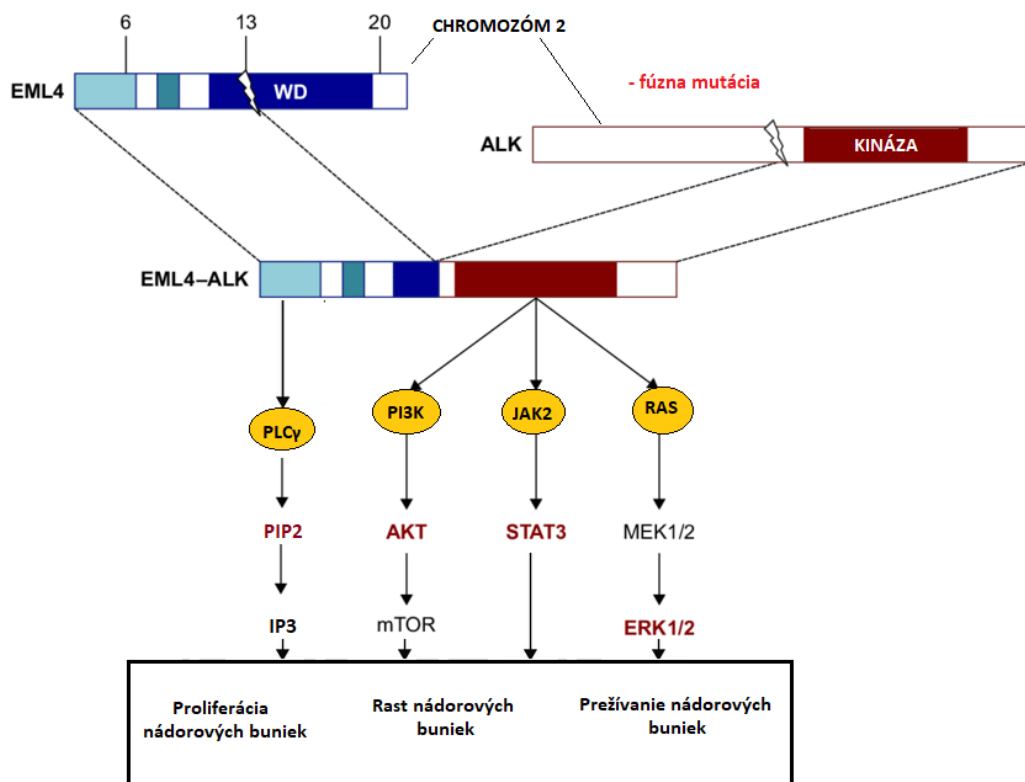 6 13 20 CHROMOZÓM 2
EML4 WD
- fúzna mutácia
ALK KINÁZA
EML4–ALK
PLCγ PI3K JAK2 RAS
PIP2 AKT STAT3 MEK1/2
IP3 mTOR ERK1/2
Proliferácia Rast nádorových Prežívanie nádorových
nádorových buniek buniek buniek